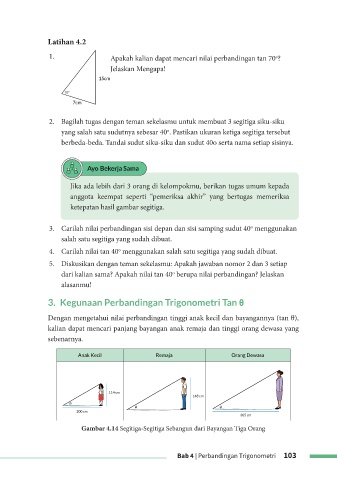 Latihan 4.2
1. Apakah kalian dapat mencari nilai perbandingan tan 70°?
Jelaskan Mengapa!
15cm
7cm
2. Bagilah tugas dengan teman sekelasmu untuk membuat 3 segitiga siku-siku
yang salah satu sudutnya sebesar 40°. Pastikan ukuran ketiga segitiga tersebut
berbeda-beda. Tandai sudut siku-siku dan sudut 40o serta nama setiap sisinya.
Ayo Bekerja Sama
Jika ada lebih dari 3 orang di kelompokmu, berikan tugas umum kepada
anggota keempat seperti "pemeriksa akhir" yang bertugas memeriksa
ketepatan hasil gambar segitiga.
3. Carilah nilai perbandingan sisi depan dan sisi samping sudut 40° menggunakan
salah satu segitiga yang sudah dibuat.
4. Carilah nilai tan 40° menggunakan salah satu segitiga yang sudah dibuat.
5. Diskusikan dengan teman sekelasmu: Apakah jawaban nomor 2 dan 3 setiap
dari kalian sama? Apakah nilai tan 40° berupa nilai perbandingan? Jelaskan
alasanmu!
3. Kegunaan Perbandingan Trigonometri Tan θ
Dengan mengetahui nilai perbandingan tinggi anak kecil dan bayangannya (tan θ),
kalian dapat mencari panjang bayangan anak remaja dan tinggi orang dewasa yang
sebenarnya.
Anak Kecil Remaja Orang Dewasa
θ θ θ
200 cm
Gambar 4.14 Segitiga-Segitiga Sebangun dari Bayangan Tiga Orang
Bab 4 | Perbandingan Trigonometri 103